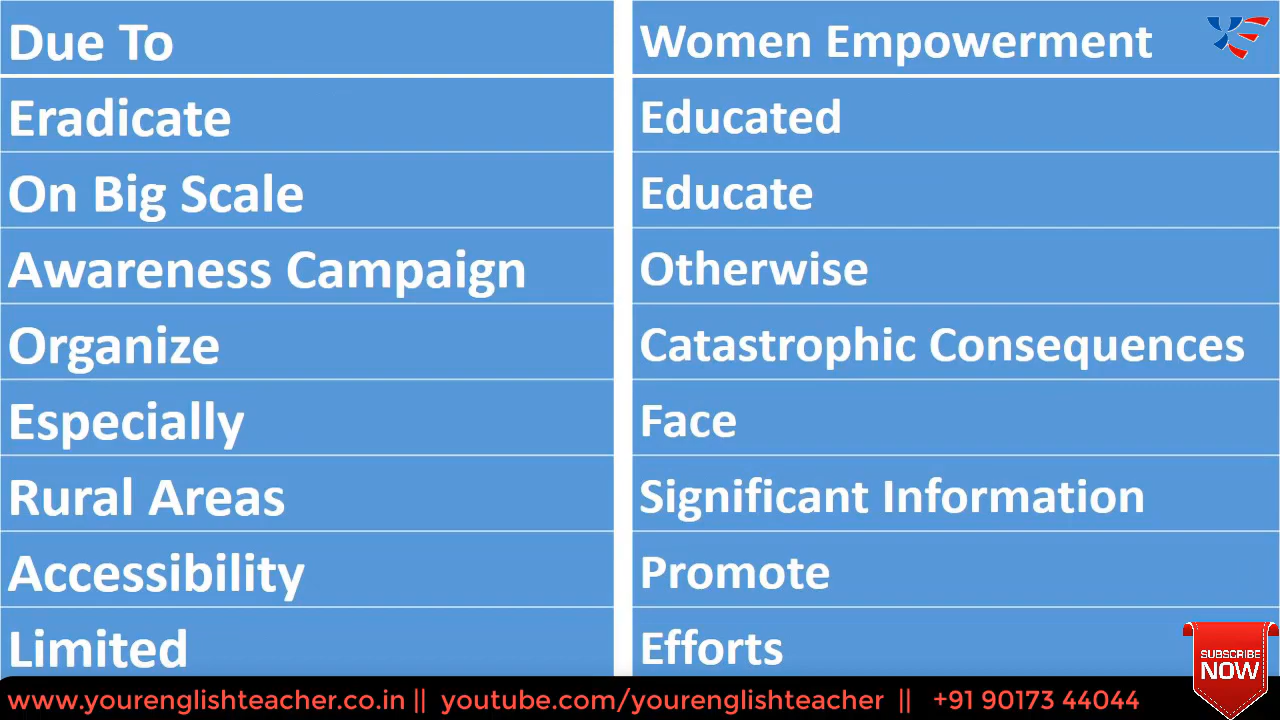 Due To
Eradicate
On Big Scale
Awareness Campaign
Organize
Especially
Rural Areas
Accessibility
Limited
Women Empowerment
Educated
Educate
Otherwise
Catastrophic Consequences
Face
Significant Information
Promote
Efforts
SUBSCRIBE
NOW
www.yourenglishteacher.co.in || youtube.com/yourenglishteacher || +91 90173 44044